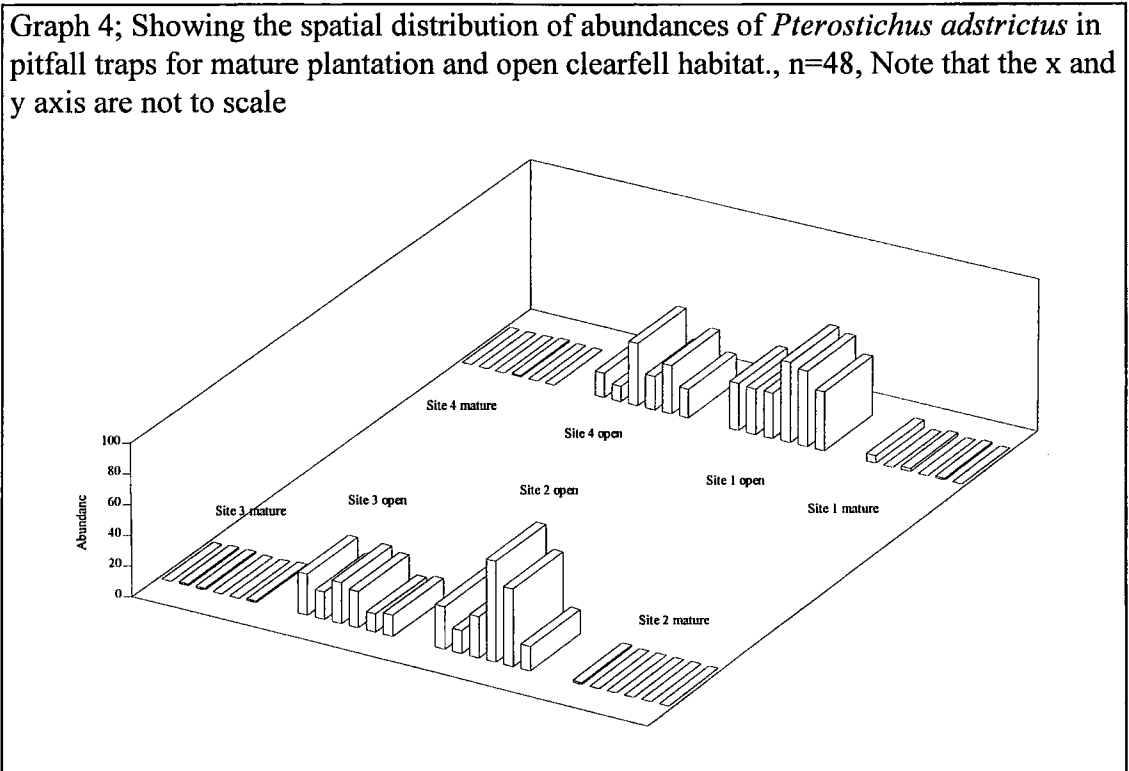 Graph 4; Showing the spatial distribution of abundances of Pterostichus adstrictus in
pitfall traps for mature plantation and open clearfell habitat., n=48, Note that the x and
y axis are not to scale
Site 4 mature
Site 4 open
100
80
60
40
20
0
Abundanc
Site 3 mature
Site 3 open
Site 2 open
Site 1 open
Site 1 mature
Site 2 mature